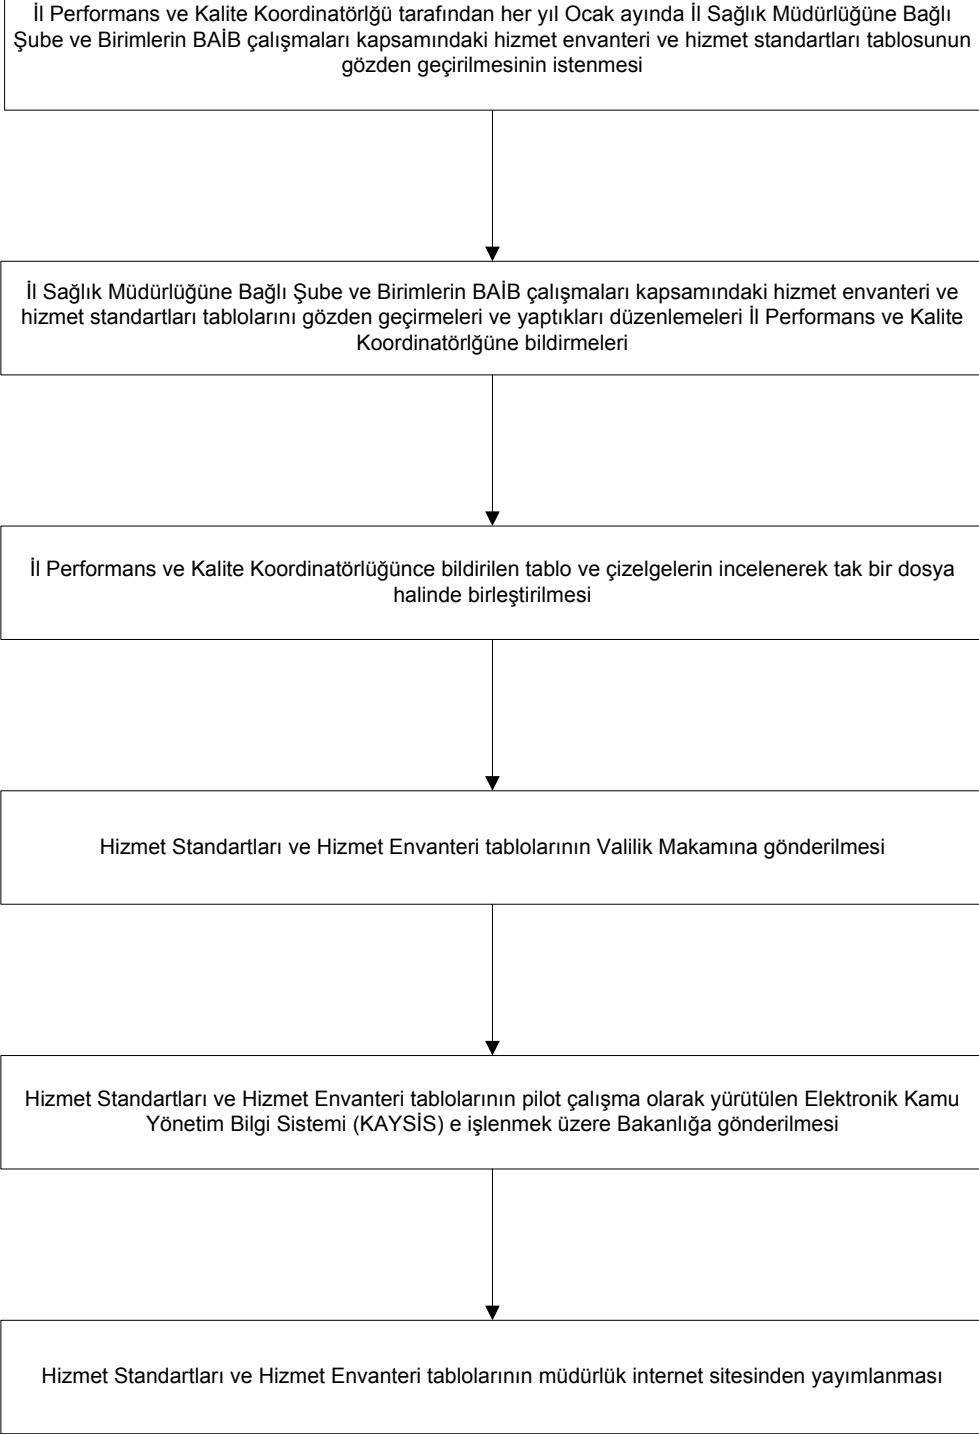 İl Performans ve Kalite Koordinatörlğü tarafından her yıl Ocak ayında İl Sağlık Müdürlüğüne Bağlı
Şube ve Birimlerin BAİB çalışmaları kapsamındaki hizmet envanteri ve hizmet standartları tablosunun
gözden geçirilmesinin istenmesi
İl Sağlık Müdürlüğüne Bağlı Şube ve Birimlerin BAİB çalışmaları kapsamındaki hizmet envanteri ve
hizmet standartları tablolarını gözden geçirmeleri ve yaptıkları düzenlemeleri İl Performans ve Kalite
Koordinatörlğüne bildirmeleri
İl Performans ve Kalite Koordinatörlüğünce bildirilen tablo ve çizelgelerin incelenerek tak bir dosya
halinde birleştirilmesi
Hizmet Standartları ve Hizmet Envanteri tablolarının Valilik Makamına gönderilmesi
Hizmet Standartları ve Hizmet Envanteri tablolarının pilot çalışma olarak yürütülen Elektronik Kamu
Yönetim Bilgi Sistemi (KAYSİS) e işlenmek üzere Bakanlığa gönderilmesi
Hizmet Standartları ve Hizmet Envanteri tablolarının müdürlük internet sitesinden yayımlanması